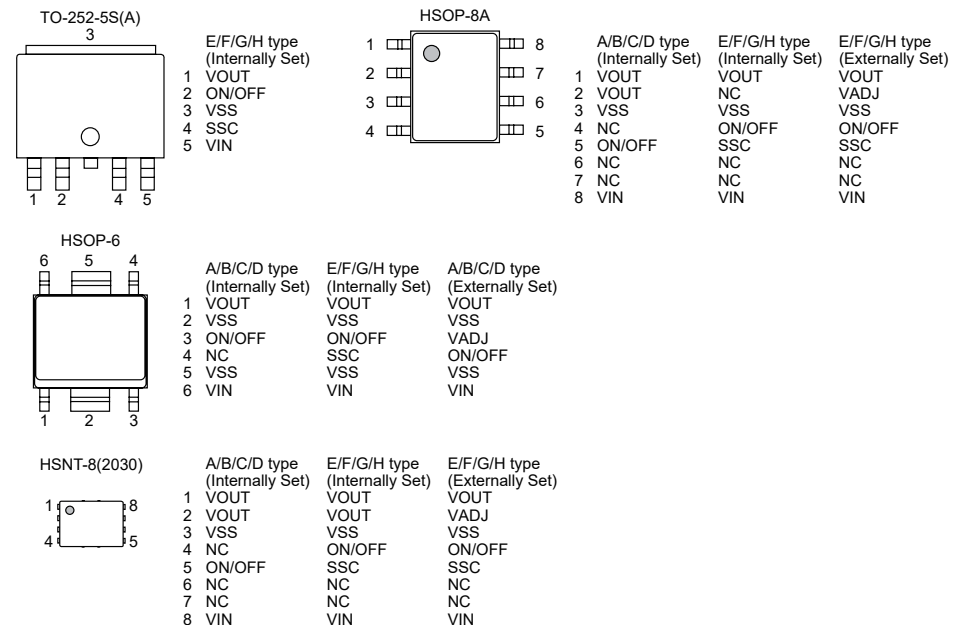 TO-252-5S(A)
3
1 2 4 5
E/F/G/H type
(Internally Set)
1 VOUT
2 ON/OFF
3 VSS
4 SSC
5 VIN
HSOP-8A
1 8
2 7
3 6
4 5
A/B/C/D type E/F/G/H type E/F/G/H type
(Internally Set) (Internally Set) (Externally Set)
1 VOUT VOUT VOUT
2 VOUT NC VADJ
3 VSS VSS VSS
4 NC ON/OFF ON/OFF
5 ON/OFF SSC SSC
6 NC NC NC
7 NC NC NC
8 VIN VIN VIN
HSOP-6
6 5 4
1 2 3
A/B/C/D type E/F/G/H type A/B/C/D type
(Internally Set) (Internally Set) (Externally Set)
1 VOUT VOUT VOUT
2 VSS VSS VSS
3 ON/OFF ON/OFF VADJ
4 NC SSC ON/OFF
5 VSS VSS VSS
6 VIN VIN VIN
HSNT-8(2030)
1 8
4 5
A/B/C/D type E/F/G/H type E/F/G/H type
(Internally Set) (Internally Set) (Externally Set)
1 VOUT VOUT VOUT
2 VOUT VOUT VADJ
3 VSS VSS VSS
4 NC ON/OFF ON/OFF
5 ON/OFF SSC SSC
6 NC NC NC
7 NC NC NC
8 VIN VIN VIN